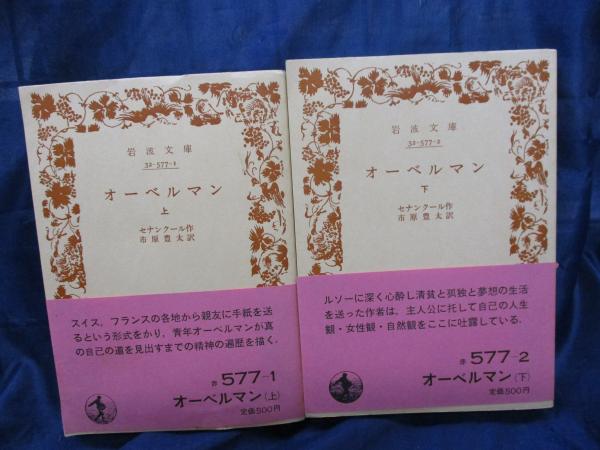 岩波文庫
32-577-1
オーベルマン
上
セナンクール作
市原豊太訳
スイス，フランスの各地から親友に手紙を送
るという形式をかり，青年オーベルマンが真
の自己の道を見出すまでの精神の遍歴を描く．
赤 577-1
オーベルマン（上）
定価500円
岩波文庫
32-577-2
オーベルマン
下
セナンクール作
市原豊太訳
ルソーに深く心酔し清貧と孤独と夢想の生活
を送った作者は，主人公に托して自己の人生
観・女性観・自然観をここに吐露している．
赤 577-2
オーベルマン（下）
定価500円